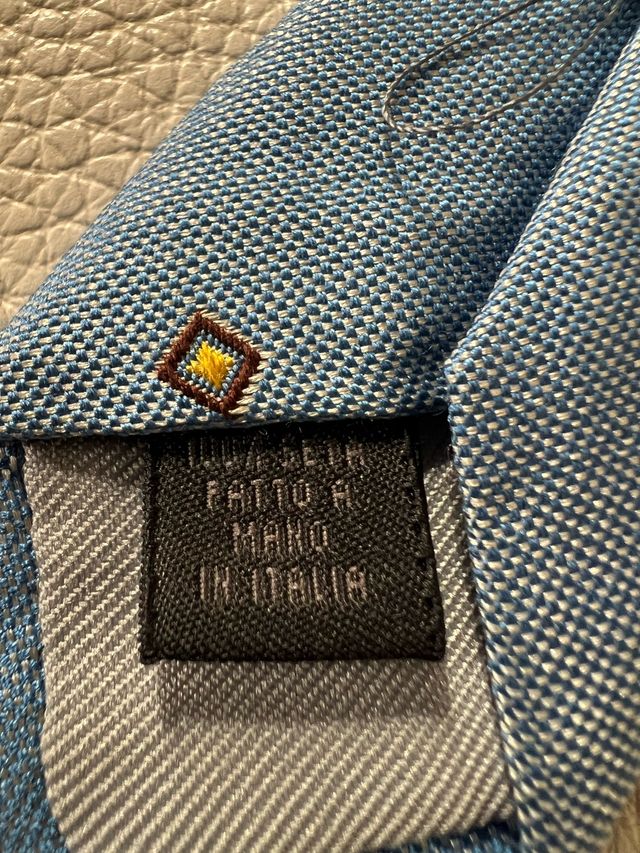 100% SETA
FATTO A
MANO
IN ITALIA